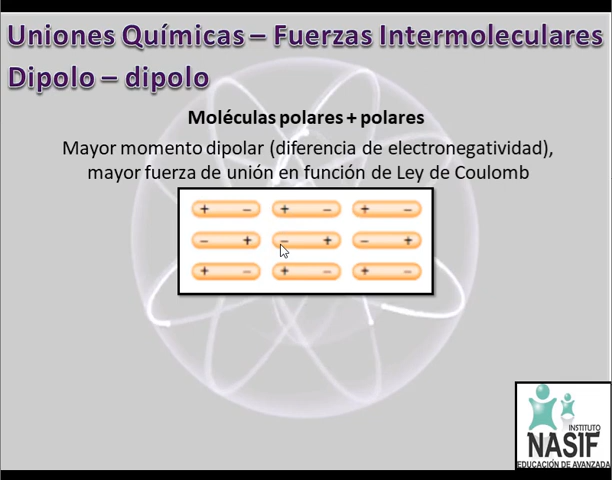 Uniones Químicas – Fuerzas Intermoleculares
Dipolo – dipolo
Moléculas polares + polares
Mayor momento dipolar (diferencia de electronegatividad),
mayor fuerza de unión en función de Ley de Coulomb
+ – + – + –
– + – + – +
+ – + – + –
INSTITUTO
NASIF
EDUCACIÓN DE AVANZADA